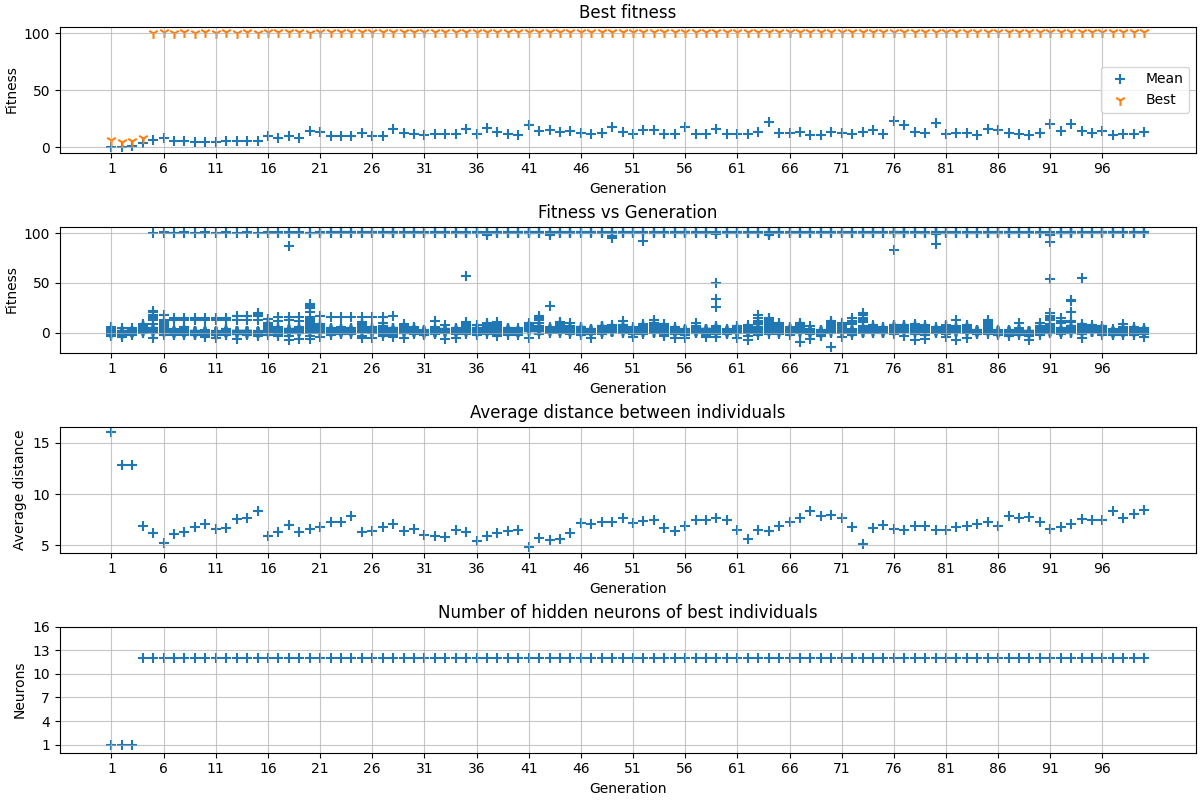 Best fitness
100
50
0
Fitness
Mean
Best
1 6 11 16 21 26 31 36 41 46 51 56 61 66 71 76 81 86 91 96
Generation
Fitness vs Generation
100
50
0
Fitness
1 6 11 16 21 26 31 36 41 46 51 56 61 66 71 76 81 86 91 96
Generation
Average distance between individuals
15
10
5
Average distance
1 6 11 16 21 26 31 36 41 46 51 56 61 66 71 76 81 86 91 96
Generation
Number of hidden neurons of best individuals
16
13
10
7
4
1
Neurons
1 6 11 16 21 26 31 36 41 46 51 56 61 66 71 76 81 86 91 96
Generation